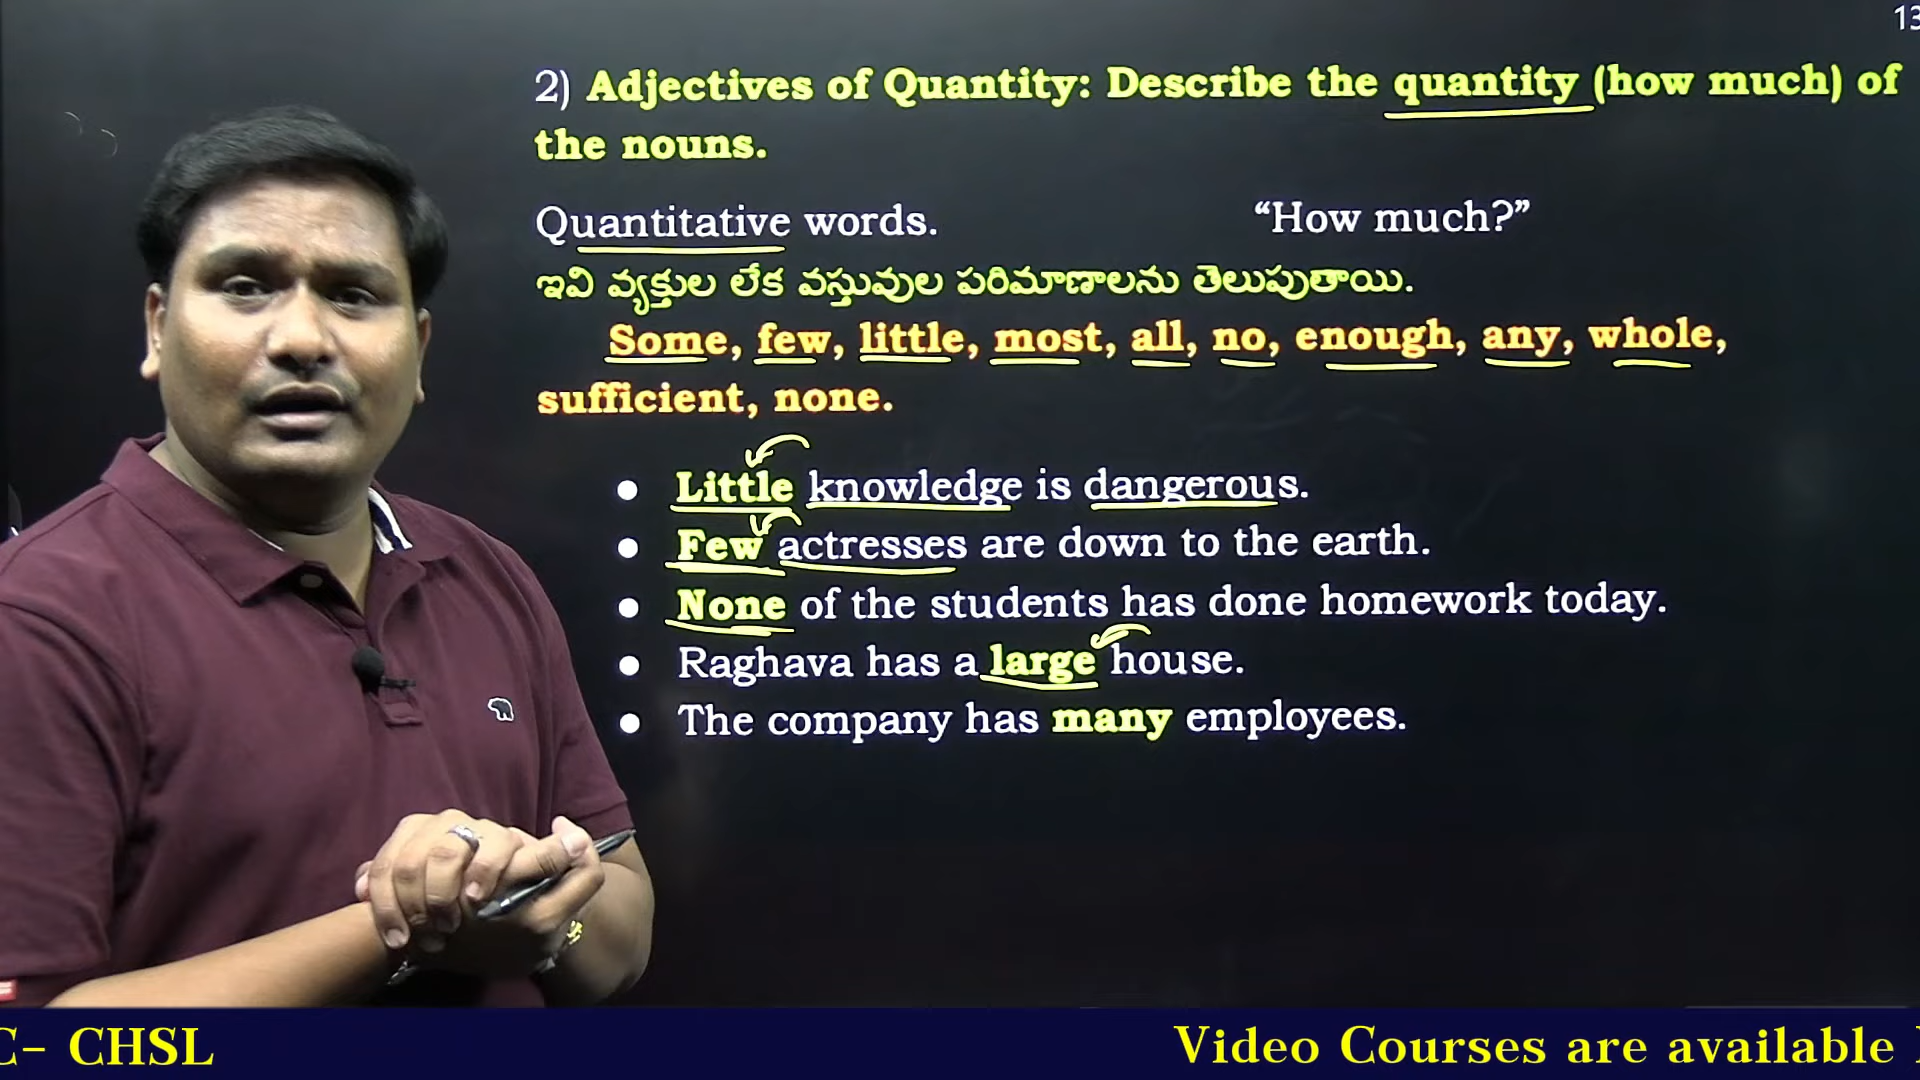 13
2) Adjectives of Quantity: Describe the quantity (how much) of
the nouns.
Quantitative words. “How much?”
ఇవి వ్యక్తుల లేక వస్తువుల పరిమాణాలను తెలుపుతాయి.
Some, few, little, most, all, no, enough, any, whole,
sufficient, none.
● Little knowledge is dangerous.
● Few actresses are down to the earth.
● None of the students has done homework today.
● Raghava has a large house.
● The company has many employees.
C- CHSL Video Courses are available